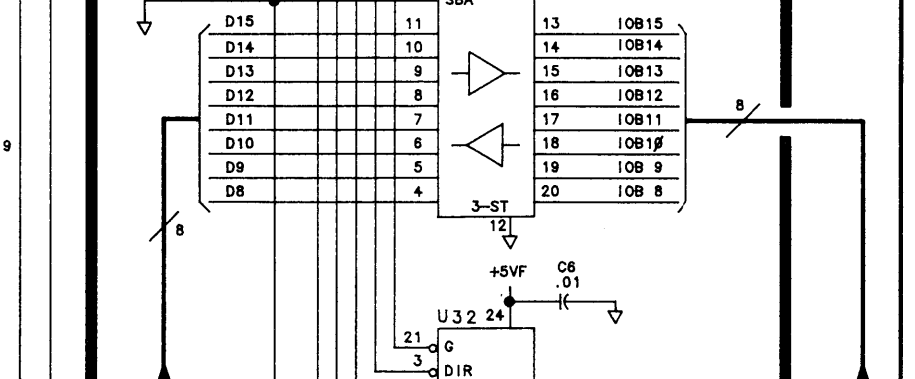 SBA
D15 11 13 IOB15
D14 10 14 IOB14
D13 9 15 IOB13
D12 8 16 IOB12
8
D11 7 17 IOB11
9
D10 6 18 IOB10
D9 5 19 IOB 9
D8 4 20 IOB 8
3-ST
12
8
+5VF C6
.01
U32 24
21 G
3 DIR